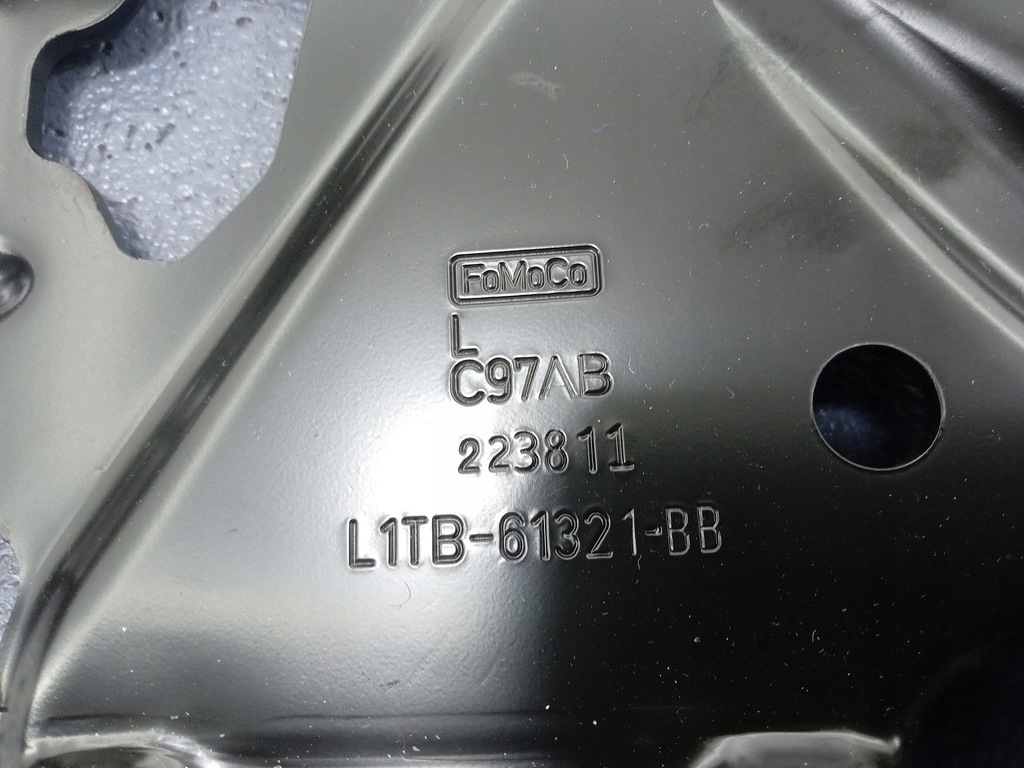 FoMoCo
L
C97AB
223811
L1TB-61321-BB